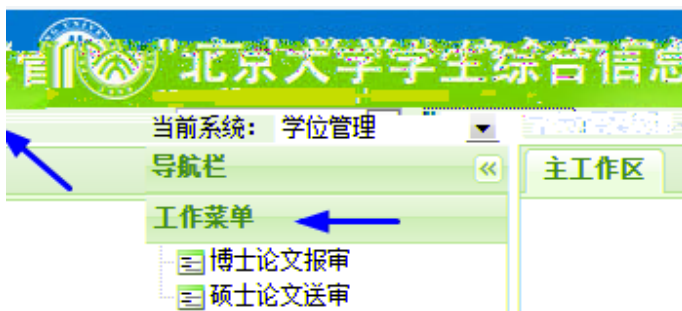 北京大学学生综合信息
当前系统： 学位管理
导航栏
主工作区
工作菜单
博士论文报审
硕士论文送审